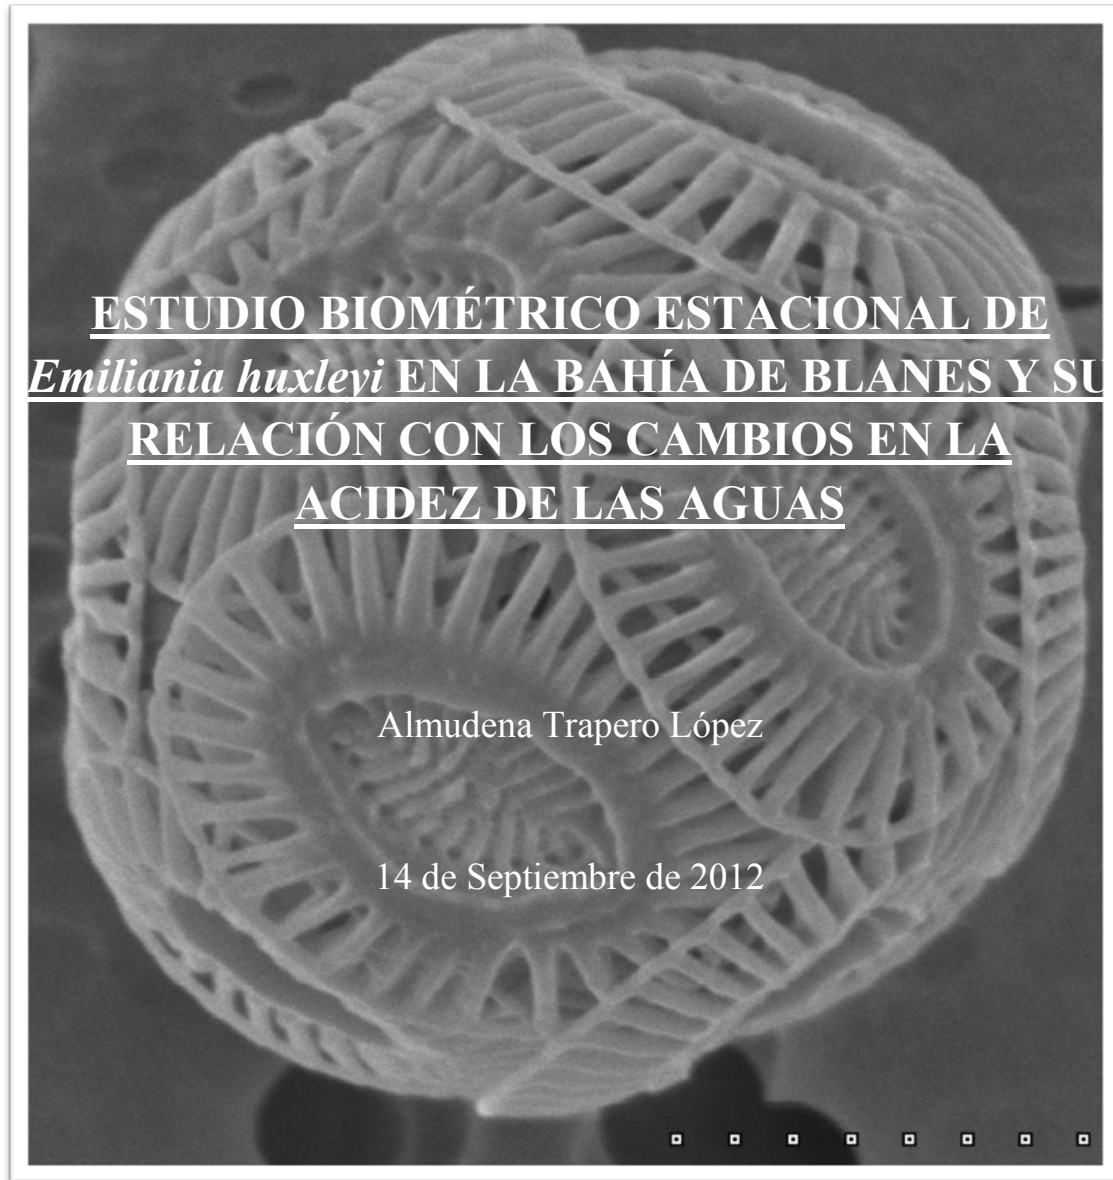 ESTUDIO BIOMÉTRICO ESTACIONAL DE
Emiliania huxleyi EN LA BAHÍA DE BLANES Y SU
RELACIÓN CON LOS CAMBIOS EN LA
ACIDEZ DE LAS AGUAS
Almudena Trapero López
14 de Septiembre de 2012